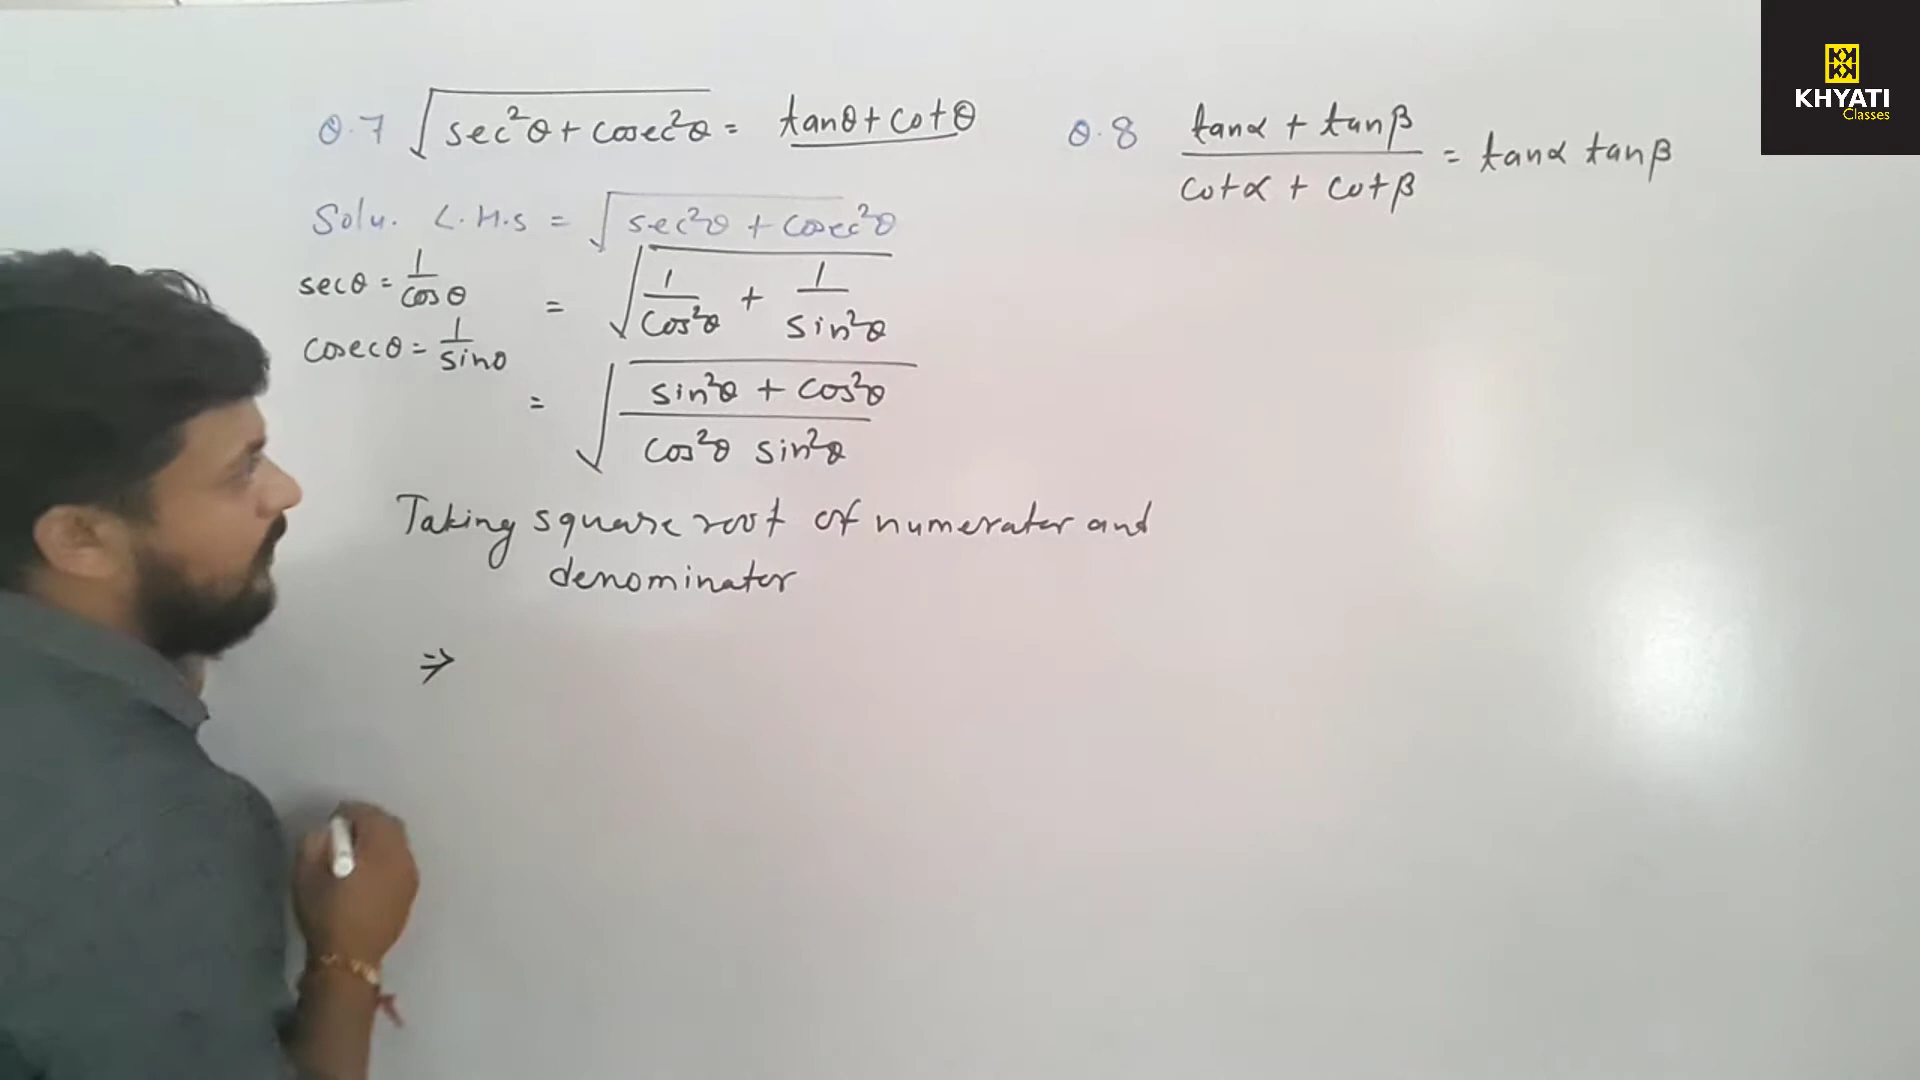 Q.7 √(sec²θ + cosec²θ) = tanθ + cotθ
Solu. L.H.S = √(sec²θ + cosec²θ)
secθ = 1/cosθ
= √(1/cos²θ + 1/sin²θ)
cosecθ = 1/sinθ
= √((sin²θ + cos²θ)/(cos²θ sin²θ))
Taking square root of numerater and
denominater
⇒
Q.8 (tanα + tanβ)/(cotα + cotβ) = tanα tanβ
KHYATI
Classes